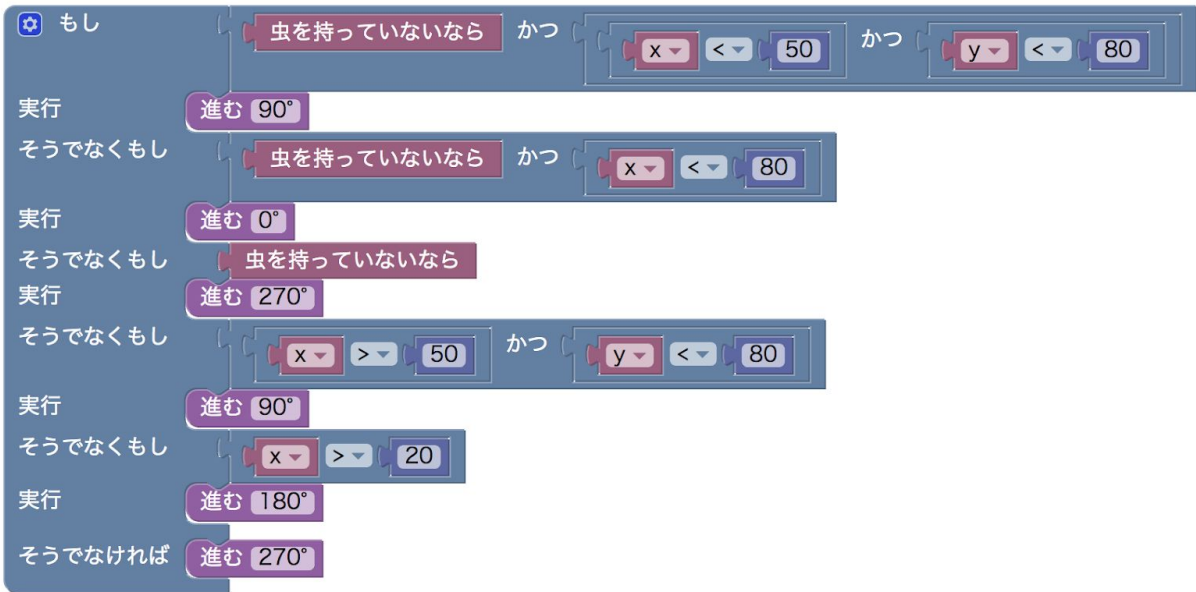 もし 虫を持っていないなら かつ x < 50 かつ y < 80
実行 進む 90°
そうでなくもし 虫を持っていないなら かつ x < 80
実行 進む 0°
そうでなくもし 虫を持っていないなら
実行 進む 270°
そうでなくもし x > 50 かつ y < 80
実行 進む 90°
そうでなくもし x > 20
実行 進む 180°
そうでなければ 進む 270°